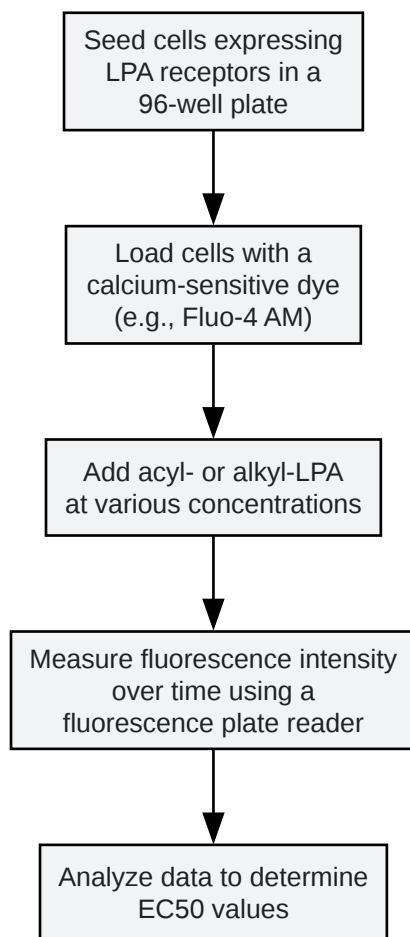 Seed cells expressing
LPA receptors in a
96-well plate
Load cells with a
calcium-sensitive dye
(e.g., Fluo-4 AM)
Add acyl- or alkyl-LPA
at various concentrations
Measure fluorescence intensity
over time using a
fluorescence plate reader
Analyze data to determine
EC50 values